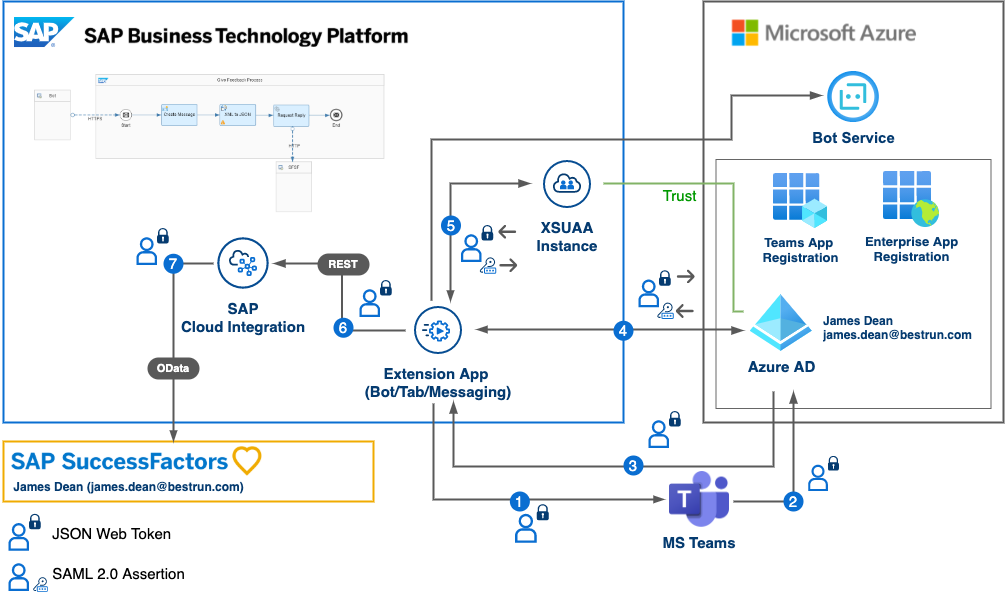 SAP
SAP Business Technology Platform
Microsoft Azure
SAP
Give Feedback Process
Bot
HTTPS
Start
Create Message
XML to JSON
Request Reply
End
HTTP
SFSF
Bot Service
XSUAA
Instance
Trust
Teams App
Registration
Enterprise App
Registration
5
7
REST
SAP
Cloud Integration
6
4
James Dean
james.dean@bestrun.com
Azure AD
Extension App
(Bot/Tab/Messaging)
OData
SAP SuccessFactors
James Dean (james.dean@bestrun.com)
3
1
T
2
MS Teams
JSON Web Token
SAML 2.0 Assertion